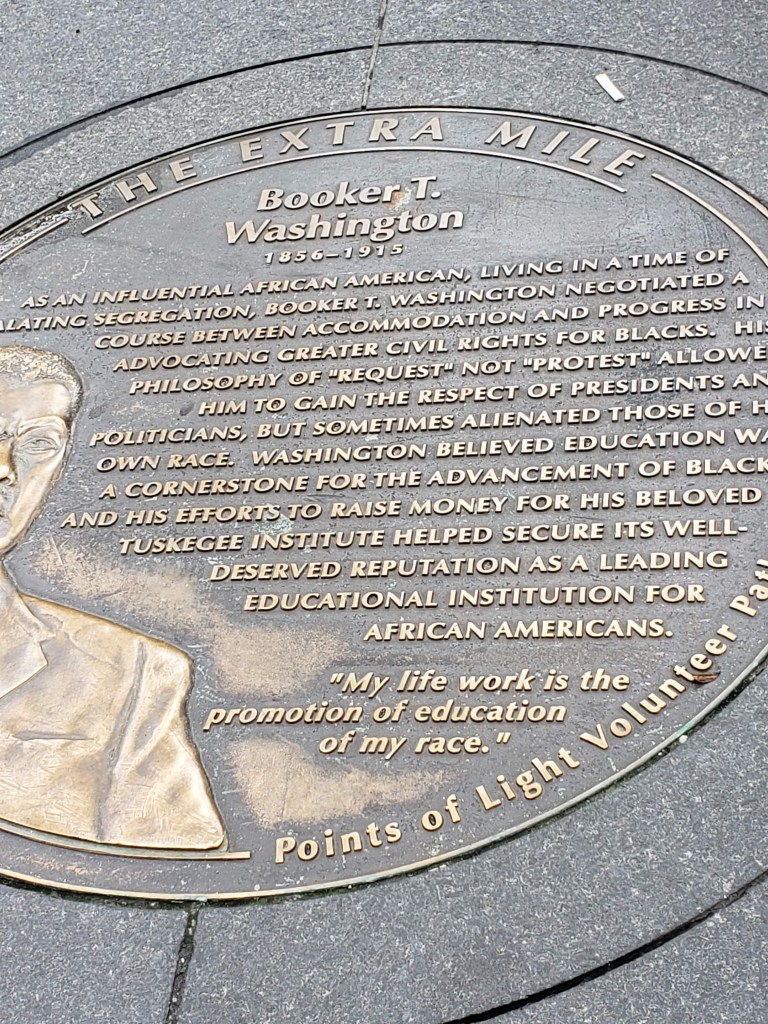 THE EXTRA MILE
Booker T.
Washington
1856–1915
AS AN INFLUENTIAL AFRICAN AMERICAN, LIVING IN A TIME OF
SEGREGATION, BOOKER T. WASHINGTON NEGOTIATED A
COURSE BETWEEN ACCOMMODATION AND PROGRESS IN
ADVOCATING GREATER CIVIL RIGHTS FOR BLACKS. HIS
PHILOSOPHY OF "REQUEST" NOT "PROTEST" ALLOWE
HIM TO GAIN THE RESPECT OF PRESIDENTS AN
POLITICIANS, BUT SOMETIMES ALIENATED THOSE OF H
OWN RACE. WASHINGTON BELIEVED EDUCATION WA
A CORNERSTONE FOR THE ADVANCEMENT OF BLACK
AND HIS EFFORTS TO RAISE MONEY FOR HIS BELOVED
TUSKEGEE INSTITUTE HELPED SECURE ITS WELL-
DESERVED REPUTATION AS A LEADING
EDUCATIONAL INSTITUTION FOR
AFRICAN AMERICANS.
"My life work is the
promotion of education
of my race."
Points of Light Volunteer Pat